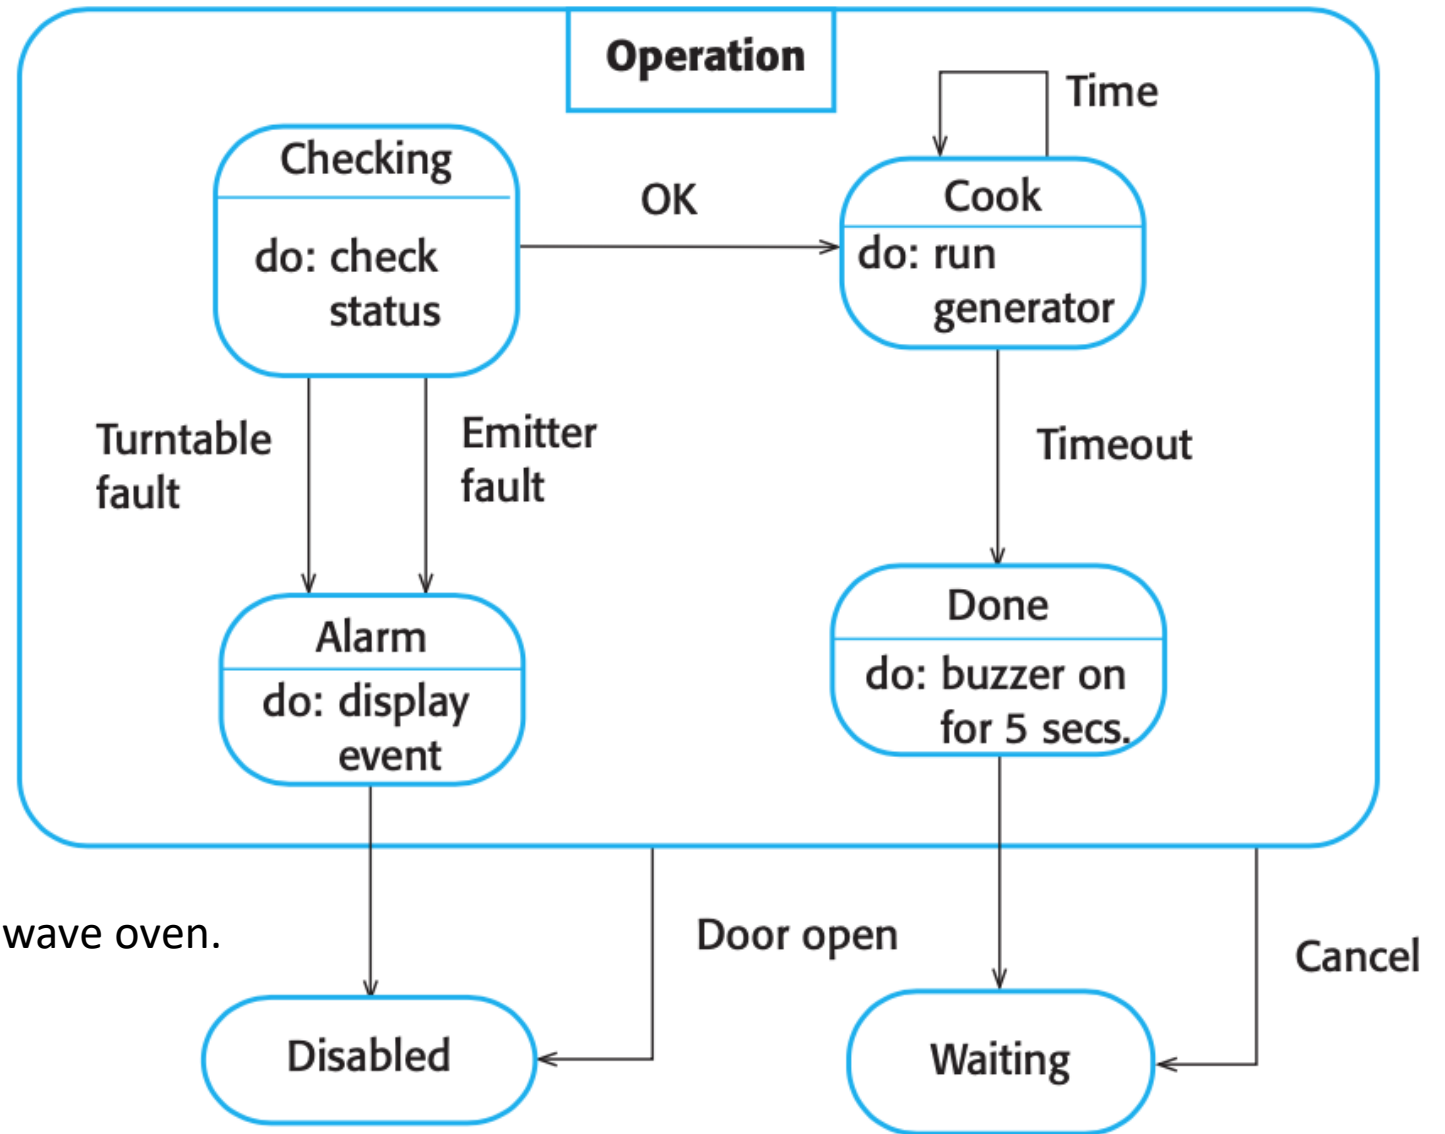 Operation
Time
Checking
do: check
status
OK
Cook
do: run
generator
Turntable
fault
Emitter
fault
Timeout
Alarm
do: display
event
Done
do: buzzer on
for 5 secs.
wave oven.
Door open
Cancel
Disabled
Waiting